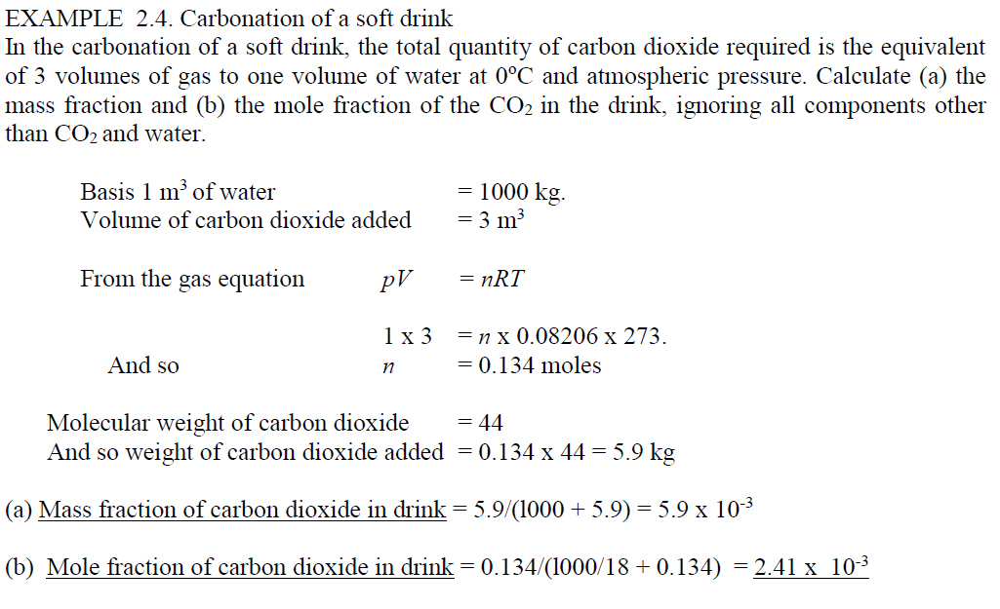 EXAMPLE 2.4. Carbonation of a soft drink
In the carbonation of a soft drink, the total quantity of carbon dioxide required is the equivalent
of 3 volumes of gas to one volume of water at 0ºC and atmospheric pressure. Calculate (a) the
mass fraction and (b) the mole fraction of the CO₂ in the drink, ignoring all components other
than CO₂ and water.
Basis 1 m³ of water = 1000 kg.
Volume of carbon dioxide added = 3 m³
From the gas equation pV = nRT
1 x 3 = n x 0.08206 x 273.
And so n = 0.134 moles
Molecular weight of carbon dioxide = 44
And so weight of carbon dioxide added = 0.134 x 44 = 5.9 kg
(a) Mass fraction of carbon dioxide in drink = 5.9/(1000 + 5.9) = 5.9 x 10⁻³
(b) Mole fraction of carbon dioxide in drink = 0.134/(1000/18 + 0.134) = 2.41 x 10⁻³